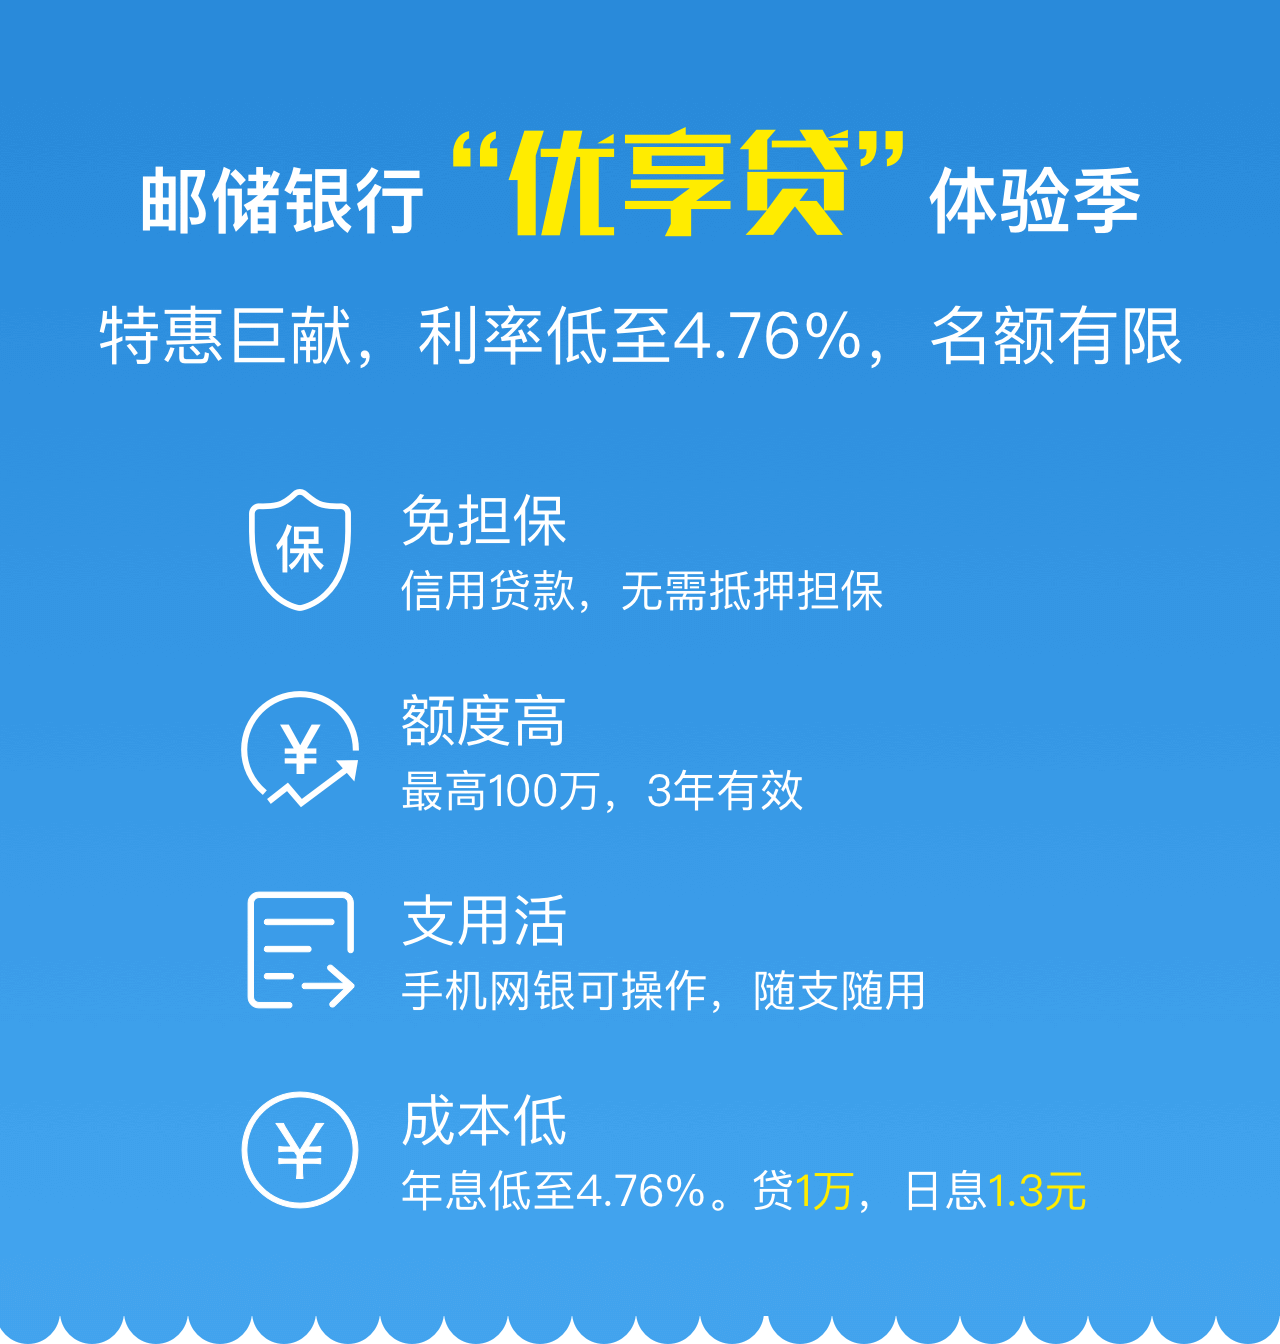 邮储银行“优享贷”体验季
特惠巨献，利率低至4.76%，名额有限
保
免担保
信用贷款，无需抵押担保
¥
额度高
最高100万，3年有效
支用活
手机网银可操作，随支随用
¥
成本低
年息低至4.76%。贷1万，日息1.3元